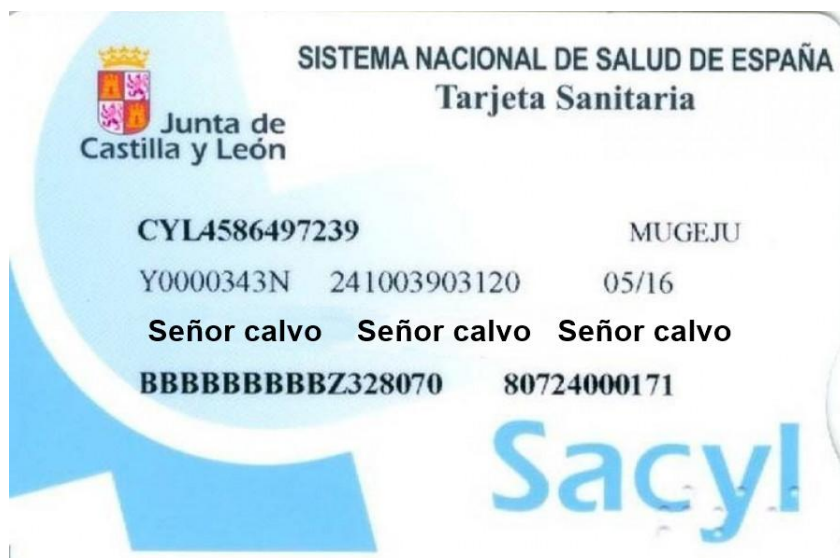 SISTEMA NACIONAL DE SALUD DE ESPAÑA
Tarjeta Sanitaria
Junta de
Castilla y León
CYL4586497239 MUGEJU
Y0000343N 241003903120 05/16
Señor calvo Señor calvo Señor calvo
BBBBBBBBBZ328070 80724000171
Sacyl